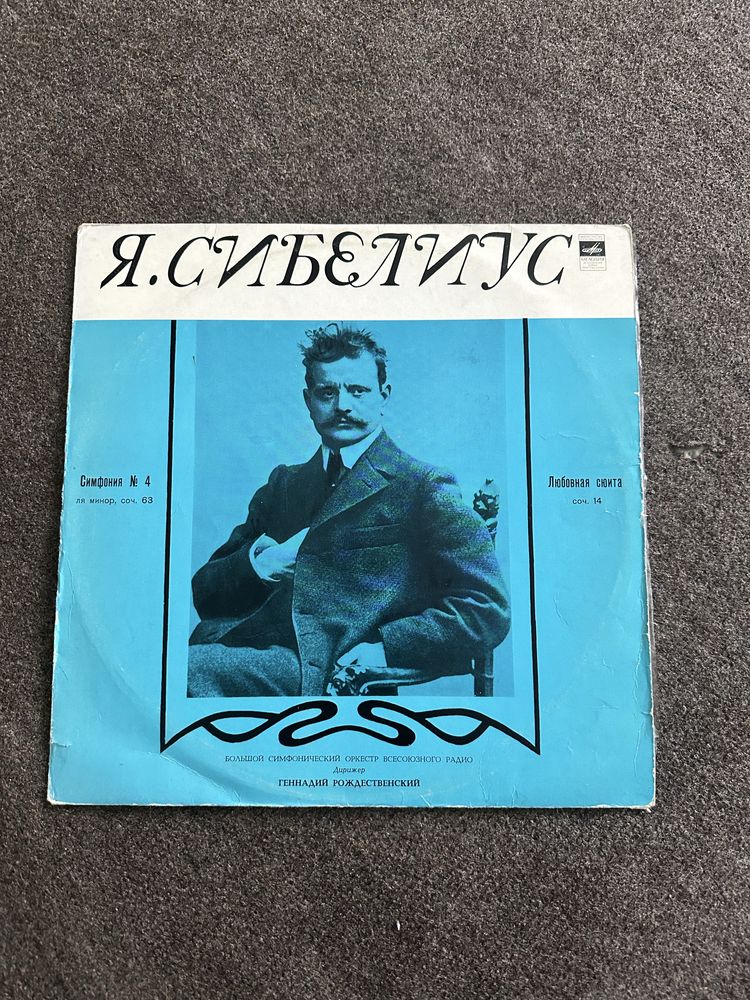 Я. СИБЕЛИУС
МЕЛОДИЯ
Симфония № 4
ля минор, соч. 63
Любовная сюита
соч. 14
БОЛЬШОЙ СИМФОНИЧЕСКИЙ ОРКЕСТР ВСЕСОЮЗНОГО РАДИО
Дирижер
ГЕННАДИЙ РОЖДЕСТВЕНСКИЙ